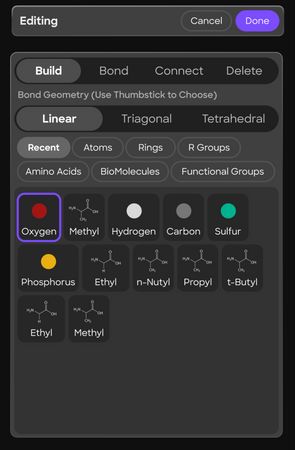 Editing Cancel Done
Build Bond Connect Delete
Bond Geometry (Use Thumbstick to Choose)
Linear Triagonal Tetrahedral
Recent Atoms Rings R Groups
Amino Acids BioMolecules Functional Groups
Oxygen Methyl Hydrogen Carbon Sulfur
Phosphorus Ethyl n-Nutyl Propyl t-Butyl
Ethyl Methyl